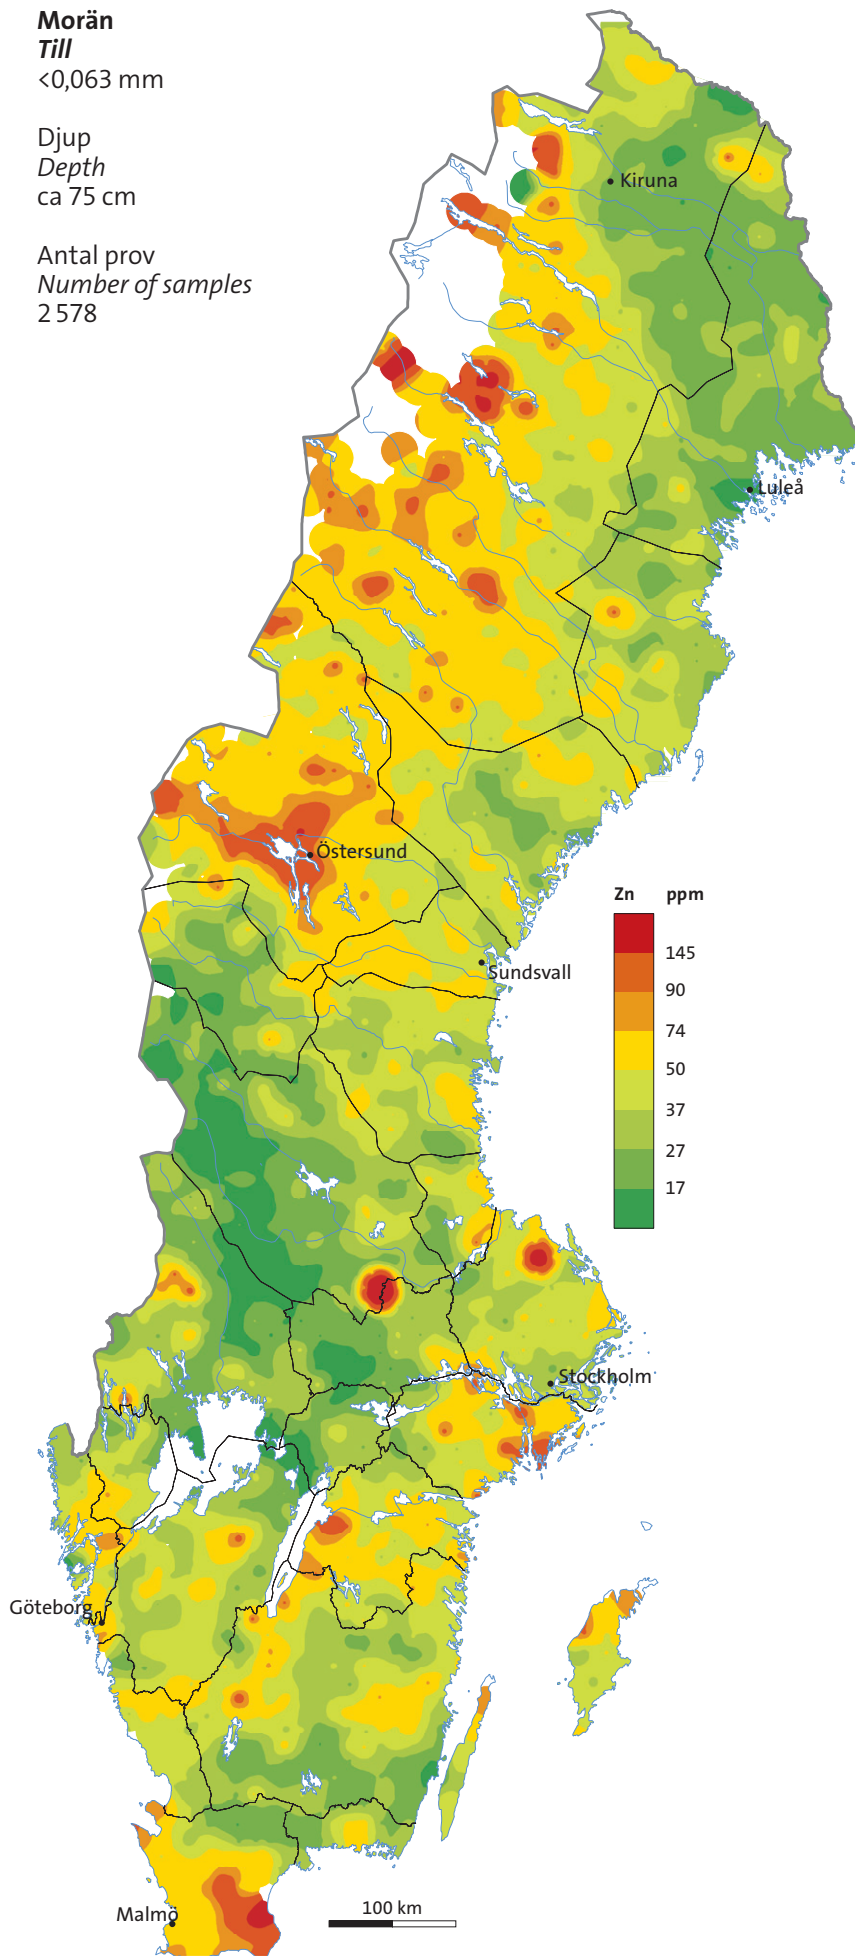 Morän
Till
<0,063 mm
Djup
Depth
ca 75 cm
Antal prov
Number of samples
2 578
Kiruna
Luleå
Östersund
Zn ppm
145
90
74
50
37
27
17
Sundsvall
Stockholm
Göteborg
Malmö
100 km